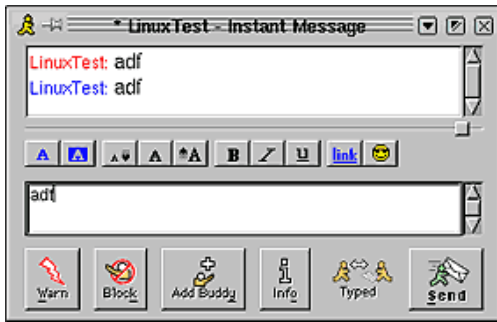 * LinuxTest - Instant Message
LinuxTest: adf
LinuxTest: adf
A A A A A B I U link
adf
Warn Block Add Buddy Info Typed Send